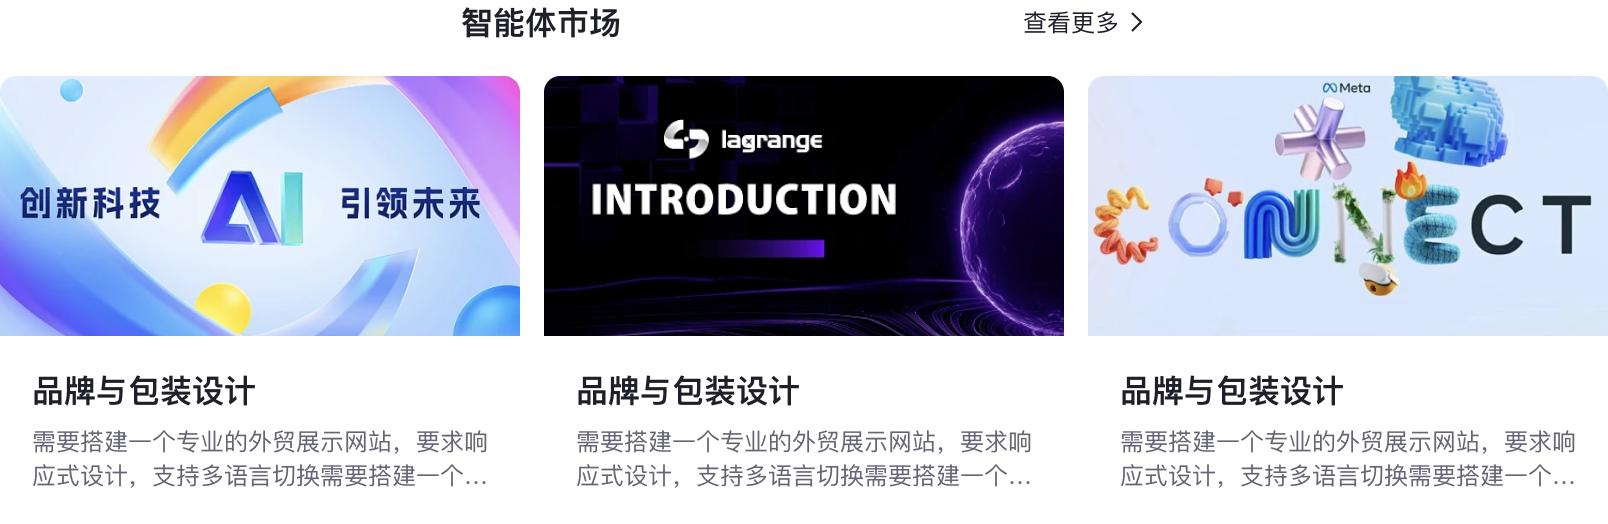 智能体市场
查看更多
创新科技 AI 引领未来
lagrange
INTRODUCTION
Meta
CONNECT
品牌与包装设计
需要搭建一个专业的外贸展示网站，要求响
应式设计，支持多语言切换需要搭建一个...
品牌与包装设计
需要搭建一个专业的外贸展示网站，要求响
应式设计，支持多语言切换需要搭建一个...
品牌与包装设计
需要搭建一个专业的外贸展示网站，要求响
应式设计，支持多语言切换需要搭建一个...